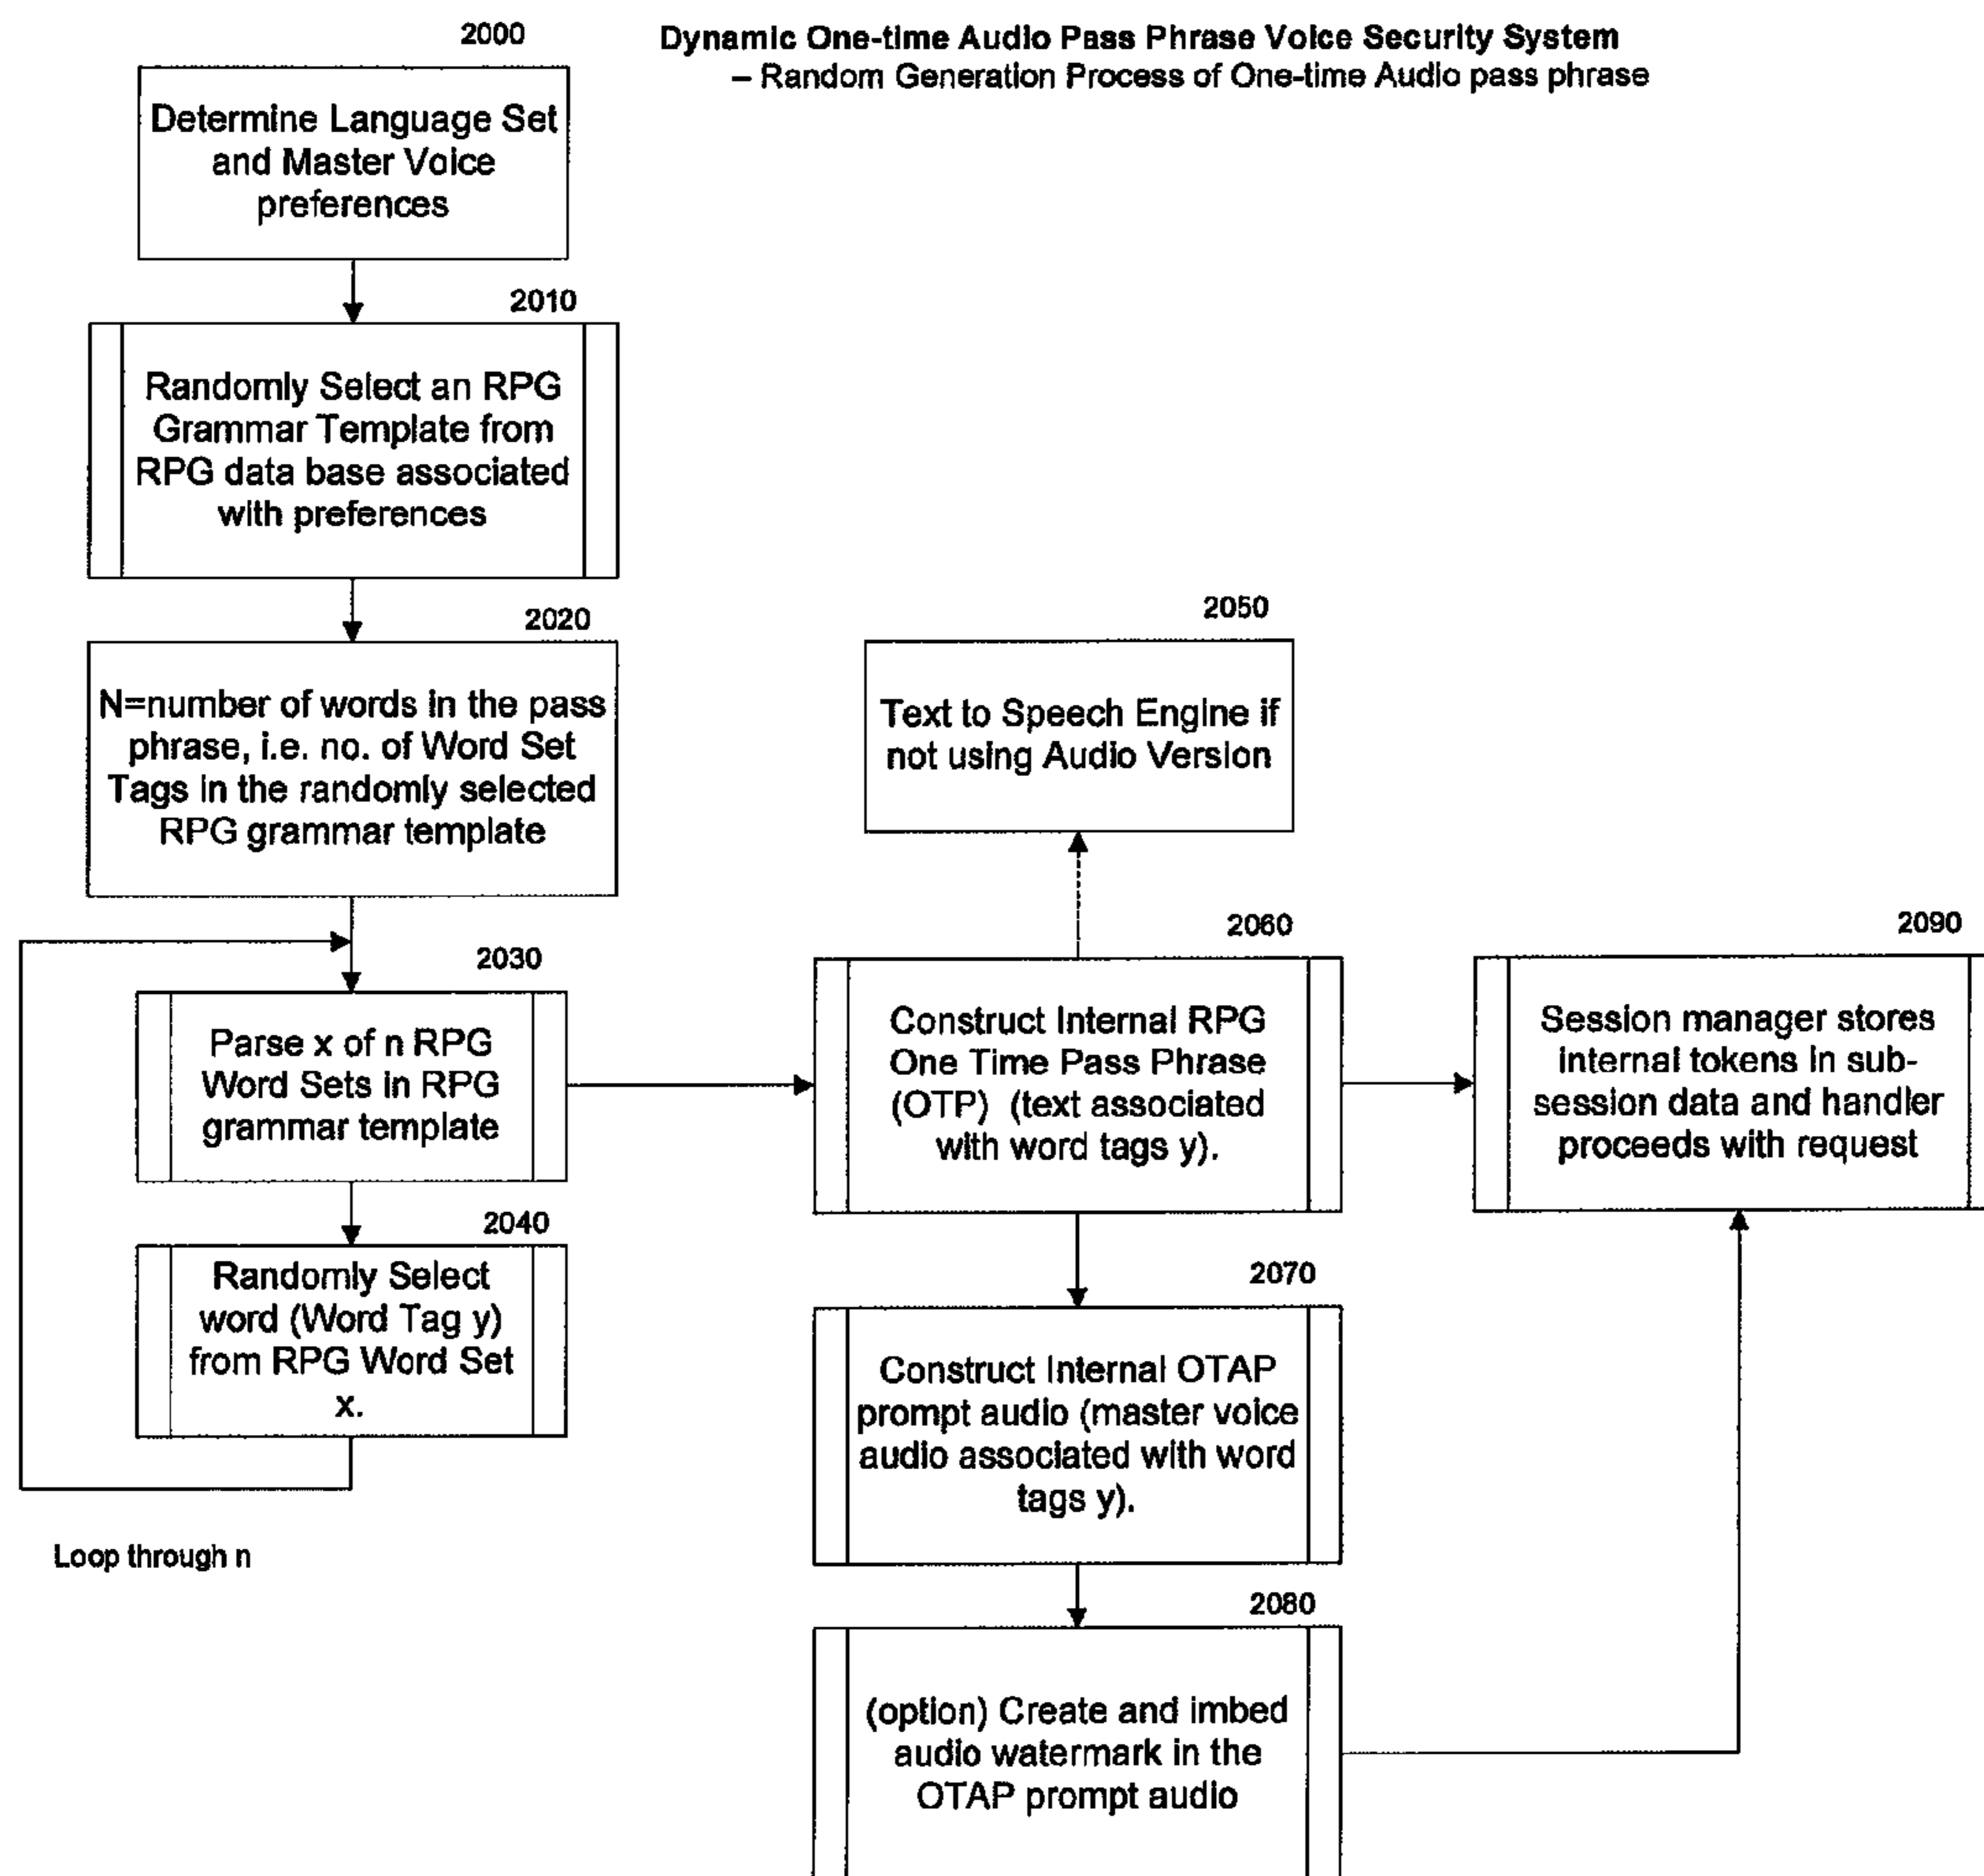 2000
Dynamic One-time Audio Pass Phrase Voice Security System
– Random Generation Process of One-time Audio pass phrase
Determine Language Set
and Master Voice
preferences
2010
Randomly Select an RPG
Grammar Template from
RPG data base associated
with preferences
2020
N=number of words in the pass
phrase, i.e. no. of Word Set
Tags in the randomly selected
RPG grammar template
2050
Text to Speech Engine if
not using Audio Version
2030
Parse x of n RPG
Word Sets in RPG
grammar template
2060
Construct Internal RPG
One Time Pass Phrase
(OTP) (text associated
with word tags y).
2090
Session manager stores
internal tokens in sub-
session data and handler
proceeds with request
2040
Randomly Select
word (Word Tag y)
from RPG Word Set
x.
Loop through n
2070
Construct Internal OTAP
prompt audio (master voice
audio associated with word
tags y).
2080
(option) Create and imbed
audio watermark in the
OTAP prompt audio